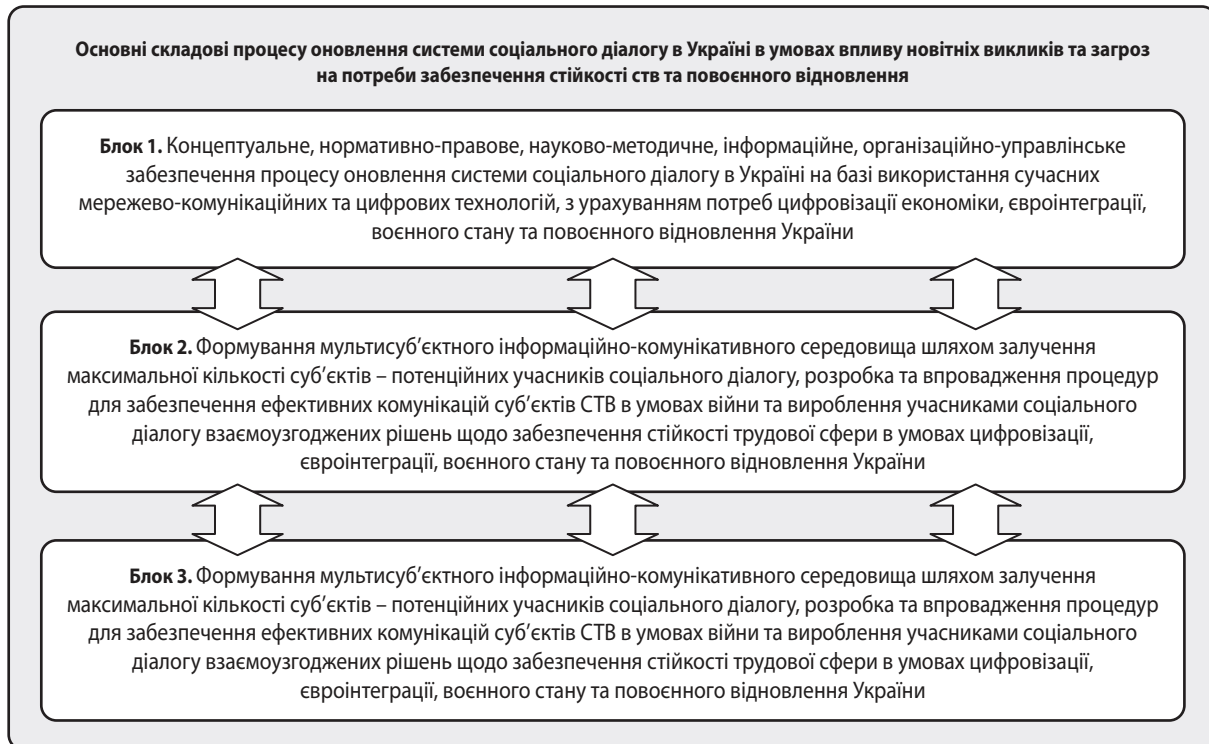 Основні складові процесу оновлення системи соціального діалогу в Україні в умовах впливу новітніх викликів та загроз
на потреби забезпечення стійкості ств та повоєнного відновлення
Блок 1. Концептуальне, нормативно-правове, науково-методичне, інформаційне, організаційно-управлінське
забезпечення процесу оновлення системи соціального діалогу в Україні на базі використання сучасних
мережево-комунікаційних та цифрових технологій, з урахуванням потреб цифровізації економіки, євроінтеграції,
воєнного стану та повоєнного відновлення України
Блок 2. Формування мультисуб’єктного інформаційно-комунікативного середовища шляхом залучення
максимальної кількості суб’єктів – потенційних учасників соціального діалогу, розробка та впровадження процедур
для забезпечення ефективних комунікацій суб’єктів СТВ в умовах війни та вироблення учасниками соціального
діалогу взаємоузгоджених рішень щодо забезпечення стійкості трудової сфери в умовах цифровізації,
євроінтеграції, воєнного стану та повоєнного відновлення України
Блок 3. Формування мультисуб’єктного інформаційно-комунікативного середовища шляхом залучення
максимальної кількості суб’єктів – потенційних учасників соціального діалогу, розробка та впровадження процедур
для забезпечення ефективних комунікацій суб’єктів СТВ в умовах війни та вироблення учасниками соціального
діалогу взаємоузгоджених рішень щодо забезпечення стійкості трудової сфери в умовах цифровізації,
євроінтеграції, воєнного стану та повоєнного відновлення України